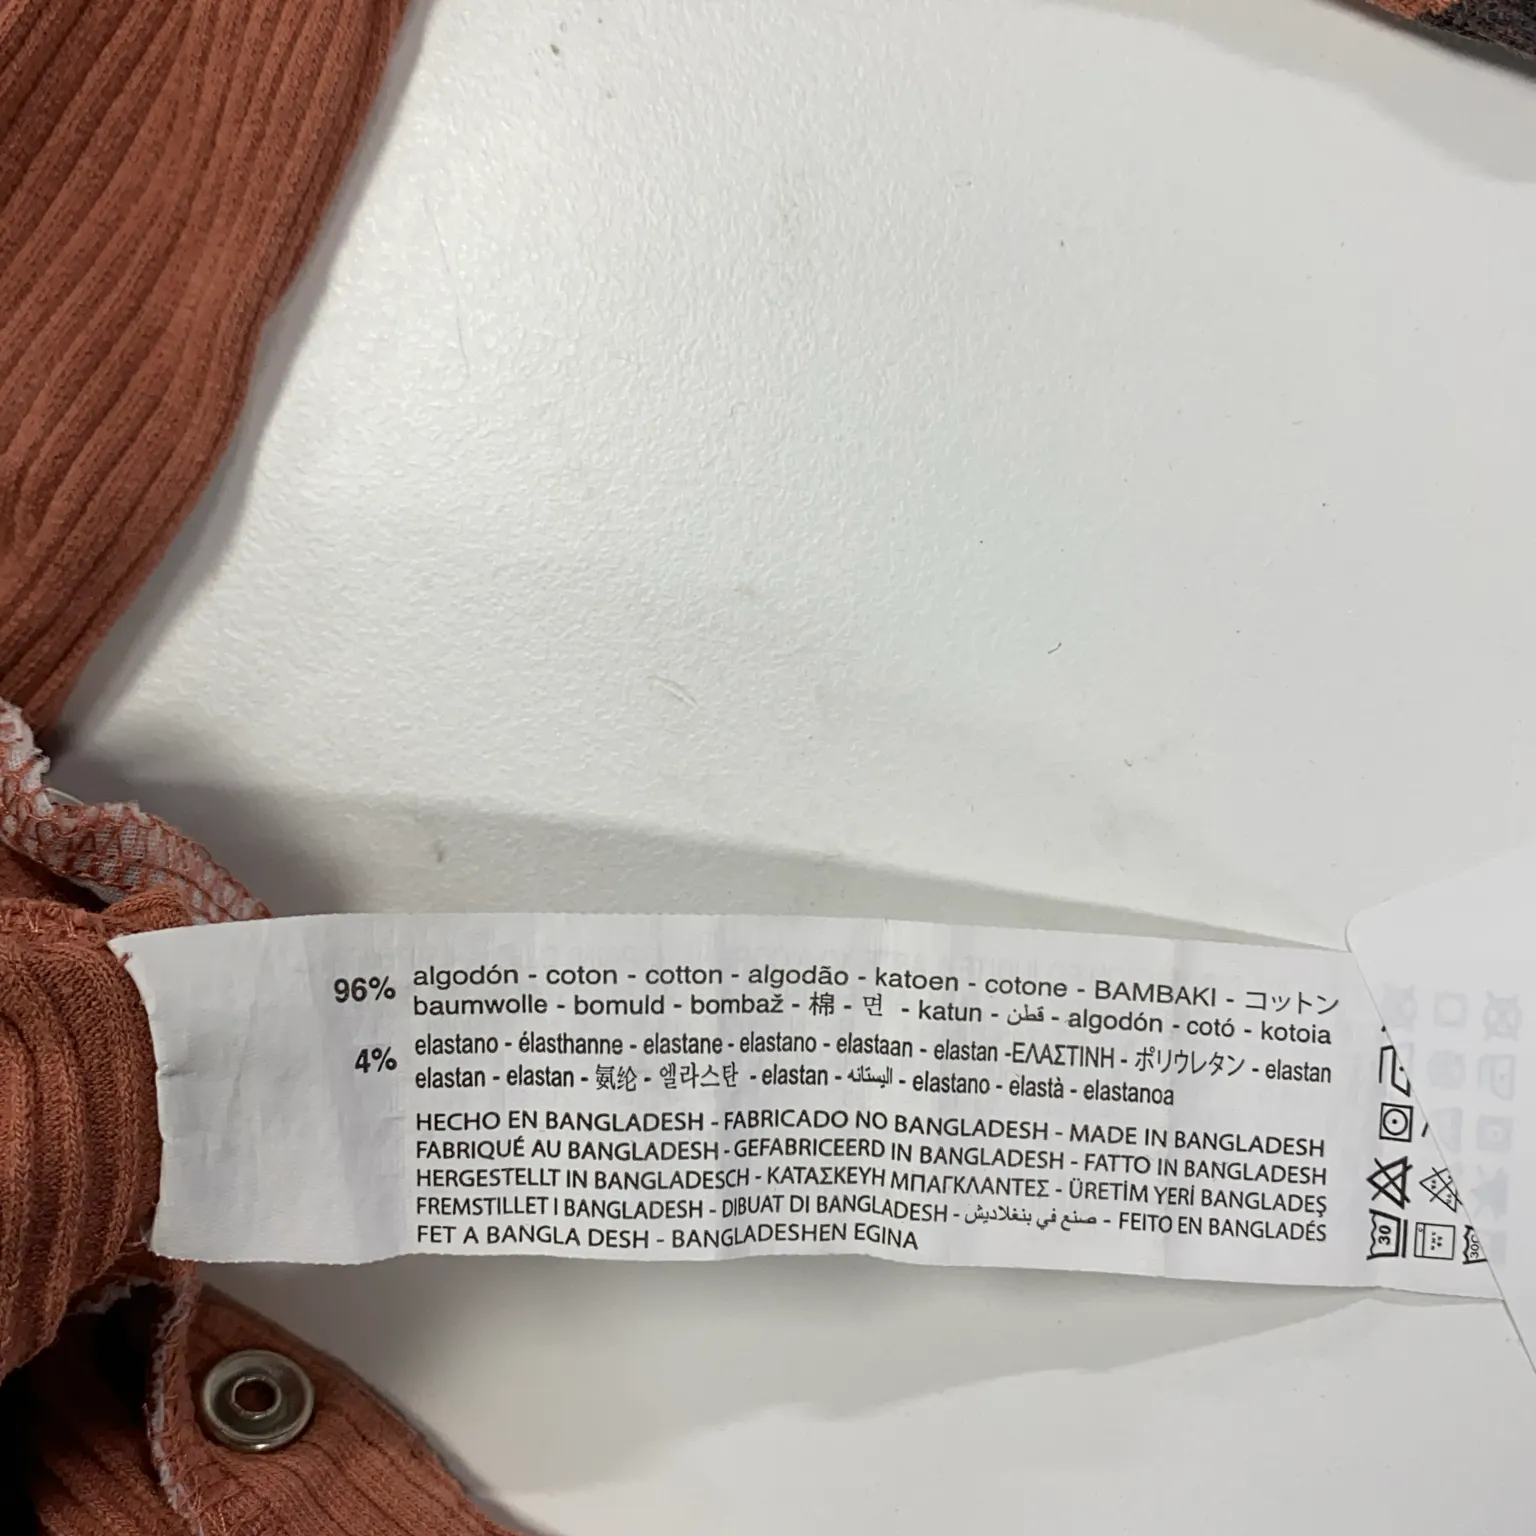 96% algodón - coton - cotton - algodão - katoen - cotone - BAMBAKI - コットン
baumwolle - bomuld - bombaž - 棉 - 면 - katun - قطن - algodón - cotó - kotoia
4% elastano - élasthanne - elastane - elastano - elastaan - elastan -ΕΛΑΣΤΙΝΗ - ポリウレタン - elastan
elastan - elastan - 氨纶 - 엘라스탄 - elastan - اليستانه - elastano - elastà - elastanoa
HECHO EN BANGLADESH - FABRICADO NO BANGLADESH - MADE IN BANGLADESH
FABRIQUÉ AU BANGLADESH - GEFABRICEERD IN BANGLADESH - FATTO IN BANGLADESH
HERGESTELLT IN BANGLADESCH - ΚΑΤΑΣΚΕΥΗ ΜΠΑΓΚΛΑΝΤΕΣ - ÜRETİM YERİ BANGLADEŞ
FREMSTILLET I BANGLADESH - DIBUAT DI BANGLADESH - صنع في بنغلاديش - FEITO EN BANGLADÉS
FET A BANGLA DESH - BANGLADESHEN EGINA
30